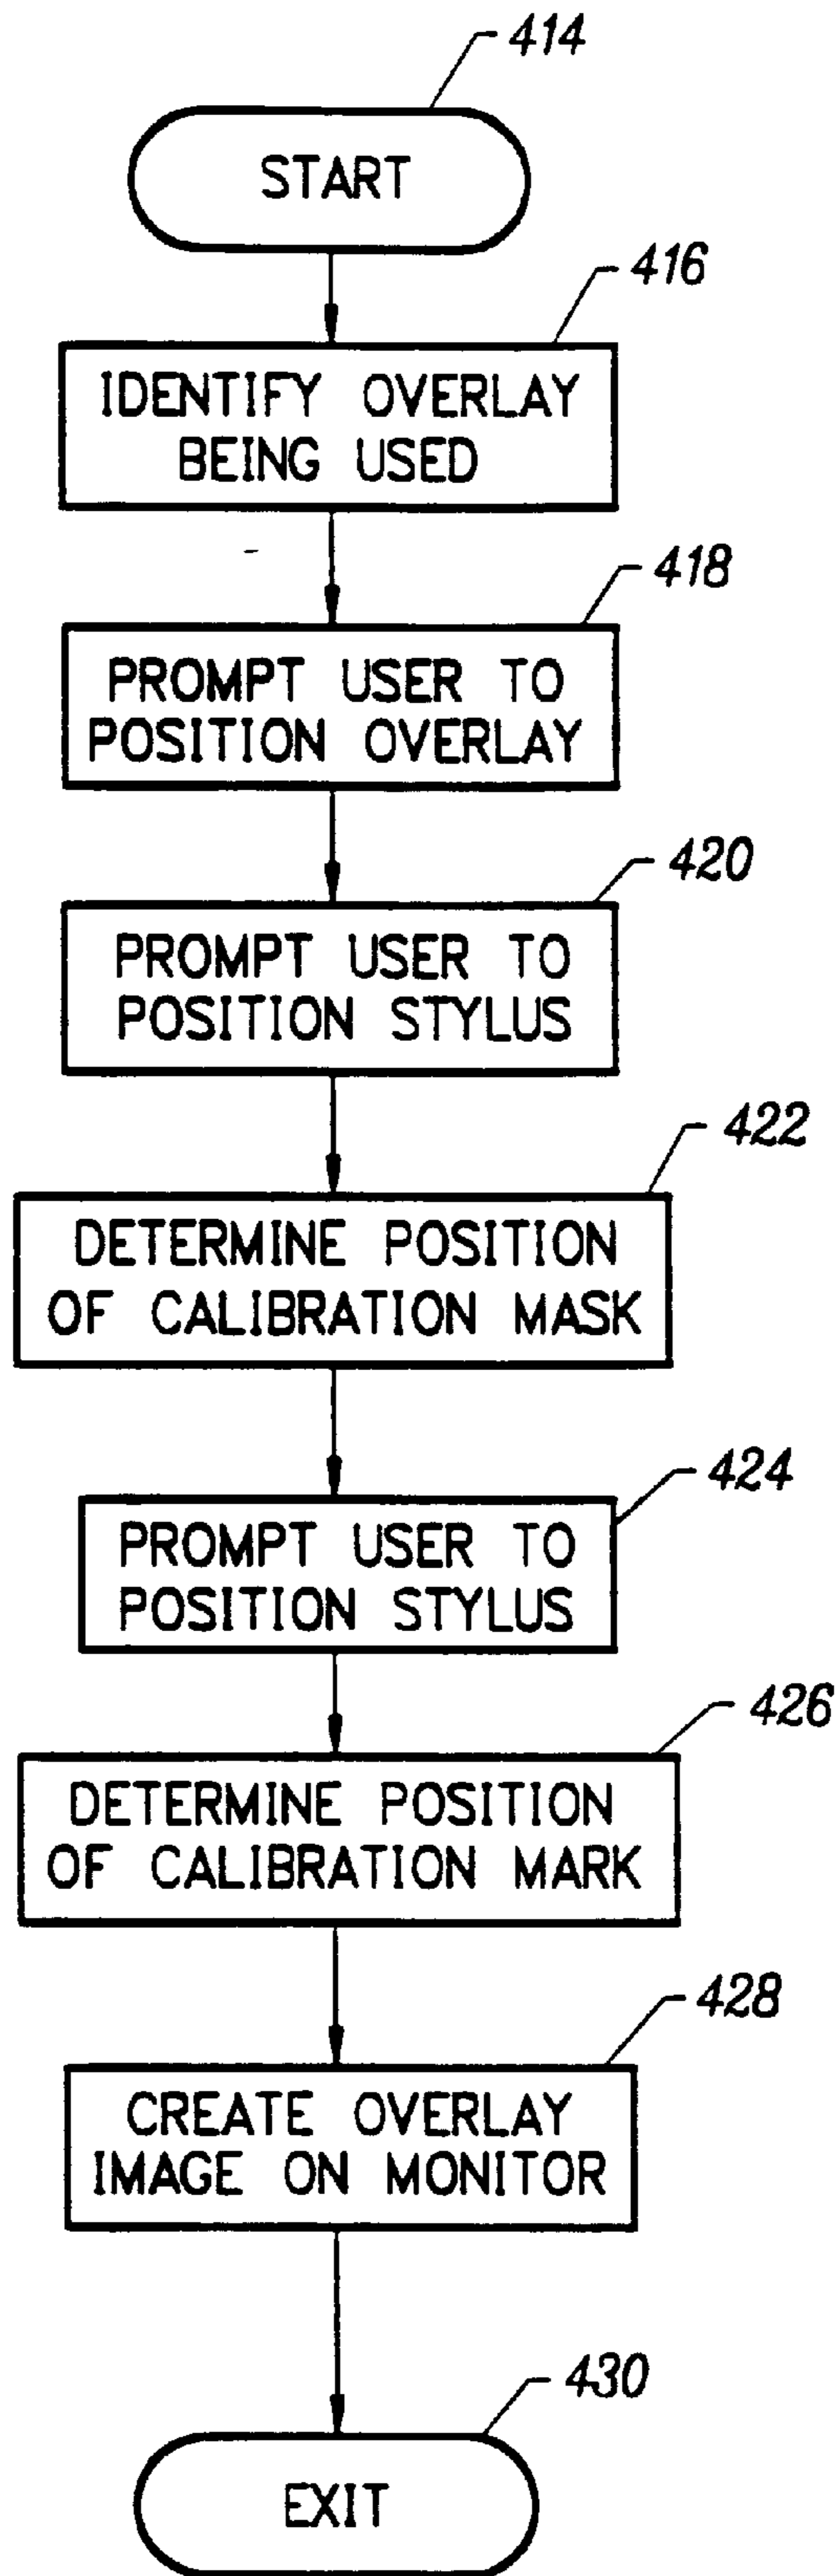 414
START
416
IDENTIFY OVERLAY
BEING USED
418
PROMPT USER TO
POSITION OVERLAY
420
PROMPT USER TO
POSITION STYLUS
422
DETERMINE POSITION
OF CALIBRATION MASK
424
PROMPT USER TO
POSITION STYLUS
426
DETERMINE POSITION
OF CALIBRATION MARK
428
CREATE OVERLAY
IMAGE ON MONITOR
430
EXIT